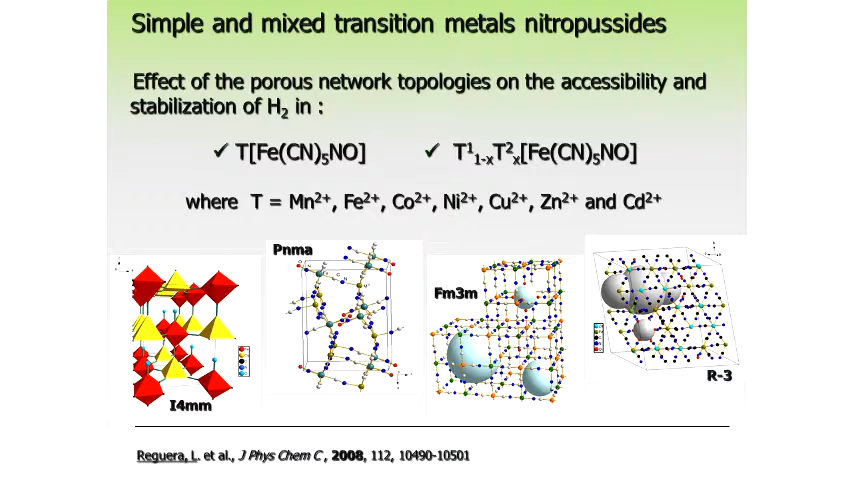 Simple and mixed transition metals nitropussides
Effect of the porous network topologies on the accessibility and
stabilization of H₂ in :
✓ T[Fe(CN)₅NO] ✓ T¹₁₋ₓT²ₓ[Fe(CN)₅NO]
where T = Mn²⁺, Fe²⁺, Co²⁺, Ni²⁺, Cu²⁺, Zn²⁺ and Cd²⁺
Pnma
Fm3m
R-3
I4mm
Reguera, L. et al., J Phys Chem C , 2008, 112, 10490-10501